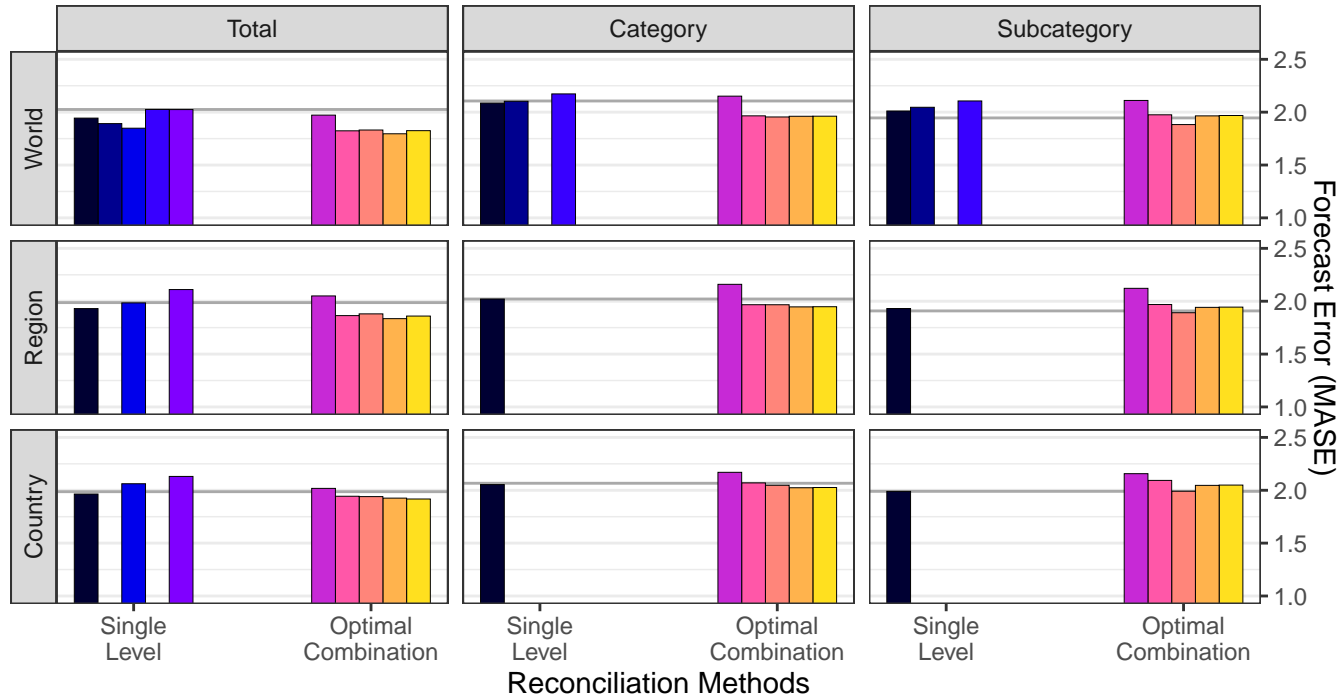 Total Category Subcategory
World
2.5
2.0
1.5
1.0
Region
2.5
2.0
1.5
1.0
Country
2.5
2.0
1.5
1.0
Forecast Error (MASE)
Single Level
Optimal Combination
Single Level
Optimal Combination
Single Level
Optimal Combination
Reconciliation Methods